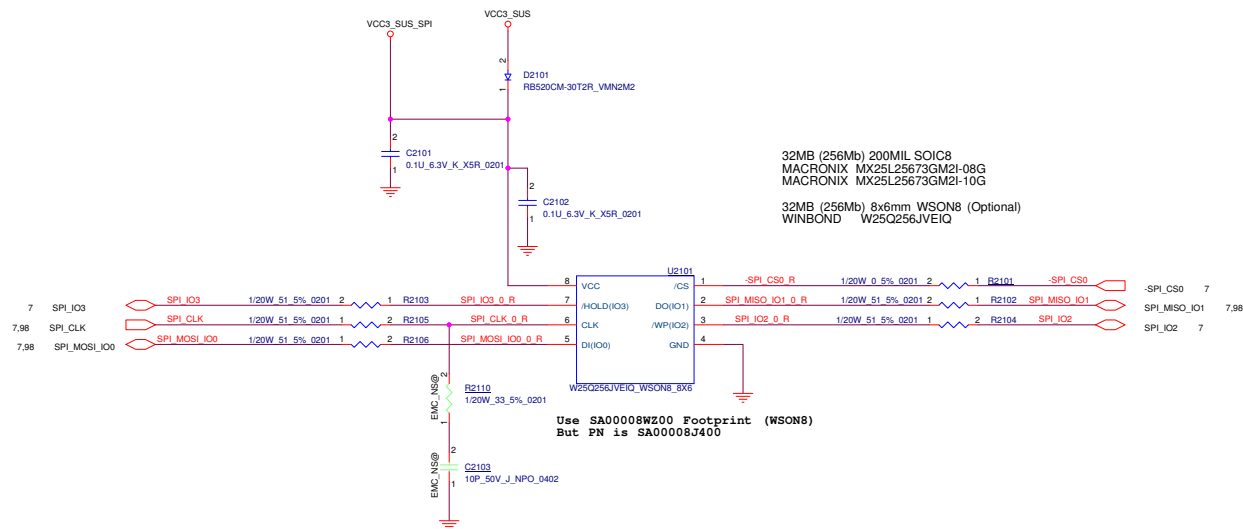 VCC3_SUS_SPI
VCC3_SUS
2
D2101
RB520CM-30T2R_VMN2M2
1
2
C2101
0.1U_6.3V_K_X5R_0201
1
2
C2102
0.1U_6.3V_K_X5R_0201
1
32MB (256Mb) 200MIL SOIC8
MACRONIX MX25L25673GM2I-08G
MACRONIX MX25L25673GM2I-10G
32MB (256Mb) 8x6mm WSON8 (Optional)
WINBOND W25Q256JVEIQ
U2101
8 VCC /CS 1 -SPI_CS0_R 1/20W_0_5%_0201 2 1 R2101 -SPI_CS0 -SPI_CS0 7
7 SPI_IO3 SPI_IO3 1/20W_51_5%_0201 2 1 R2103 SPI_IO3_0_R 7 /HOLD(IO3) DO(IO1) 2 SPI_MISO_IO1_0_R 1/20W_51_5%_0201 2 1 R2102 SPI_MISO_IO1 SPI_MISO_IO1 7,98
7,98 SPI_CLK SPI_CLK 1/20W_51_5%_0201 1 2 R2105 SPI_CLK_0_R 6 CLK /WP(IO2) 3 SPI_IO2_0_R 1/20W_51_5%_0201 2 1 R2104 SPI_IO2 SPI_IO2 7
7,98 SPI_MOSI_IO0 SPI_MOSI_IO0 1/20W_51_5%_0201 1 2 R2106 SPI_MOSI_IO0_0_R 5 DI(IO0) GND 4
W25Q256JVEIQ_WSON8_8X6
EMC_NS@
2
R2110
1/20W_33_5%_0201
1
Use SA00008WZ00 Footprint (WSON8)
But PN is SA00008J400
EMC_NS@
2
C2103
10P_50V_J_NPO_0402
1